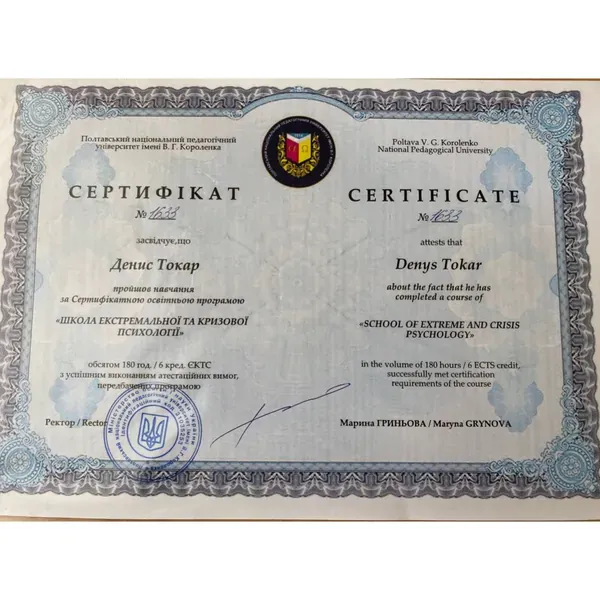 Полтавський національний педагогічний
університет імені В. Г. Короленка
СЕРТИФІКАТ
№ 1633
засвідчує,що
Денис Токар
пройшов навчання
за Сертифікатною освітньою програмою
«ШКОЛА ЕКСТРЕМАЛЬНОЇ ТА КРИЗОВОЇ
ПСИХОЛОГІЇ»
обсягом 180 год. / 6 кред. ЄКТС
з успішним виконанням атестаційних вимог,
передбачених програмою
Ректор / Rector
Poltava V. G. Korolenko
National Pedagogical University
CERTIFICATE
№ 1633
attests that
Denys Tokar
about the fact that he has
completed a course of
«SCHOOL OF EXTREME AND CRISIS
PSYCHOLOGY»
in the volume of 180 hours / 6 ECTS credit,
successfully met certification
requirements of the course
Марина ГРИНЬОВА / Maryna GRYNOVA